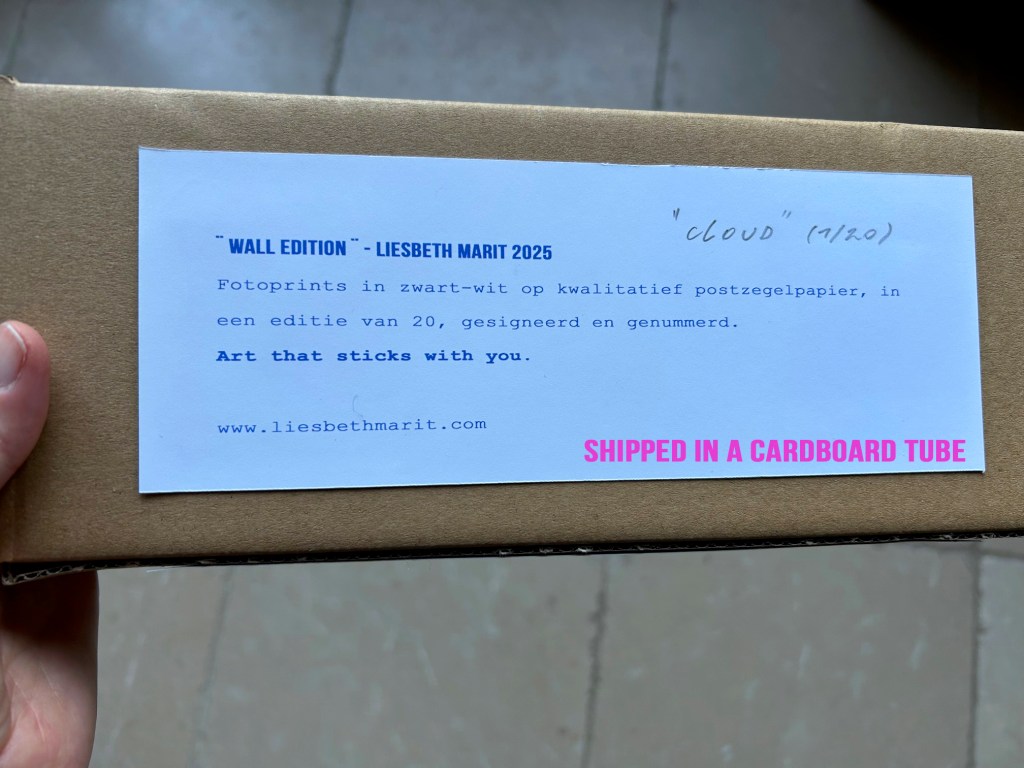 "CLOUD" (1/20)
¨ WALL EDITION ¨ - LIESBETH MARIT 2025
Fotoprints in zwart-wit op kwalitatief postzegelpapier, in
een editie van 20, gesigneerd en genummerd.
Art that sticks with you.
www.liesbethmarit.com
SHIPPED IN A CARDBOARD TUBE